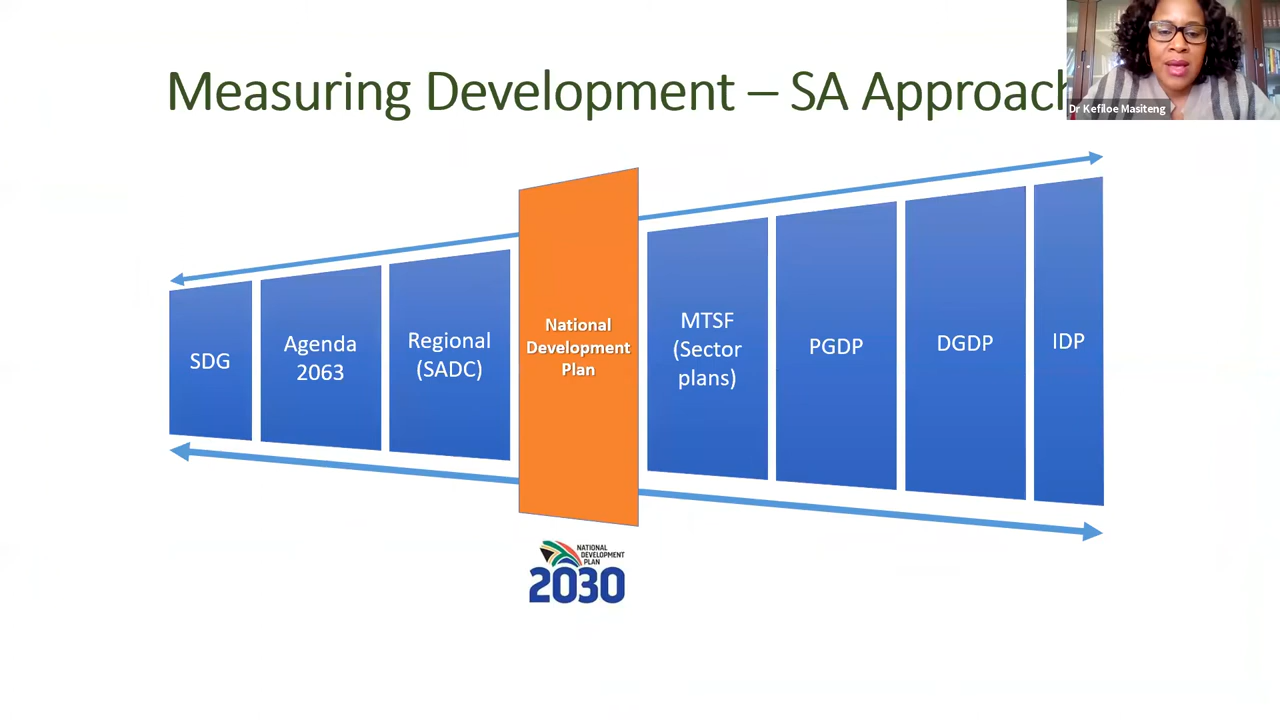 Measuring Development – SA Approach
Dr Kefiloe Masiteng
SDG
Agenda
2063
Regional
(SADC)
National
Development
Plan
MTSF
(Sector
plans)
PGDP
DGDP
IDP
NATIONAL
DEVELOPMENT
PLAN
2030